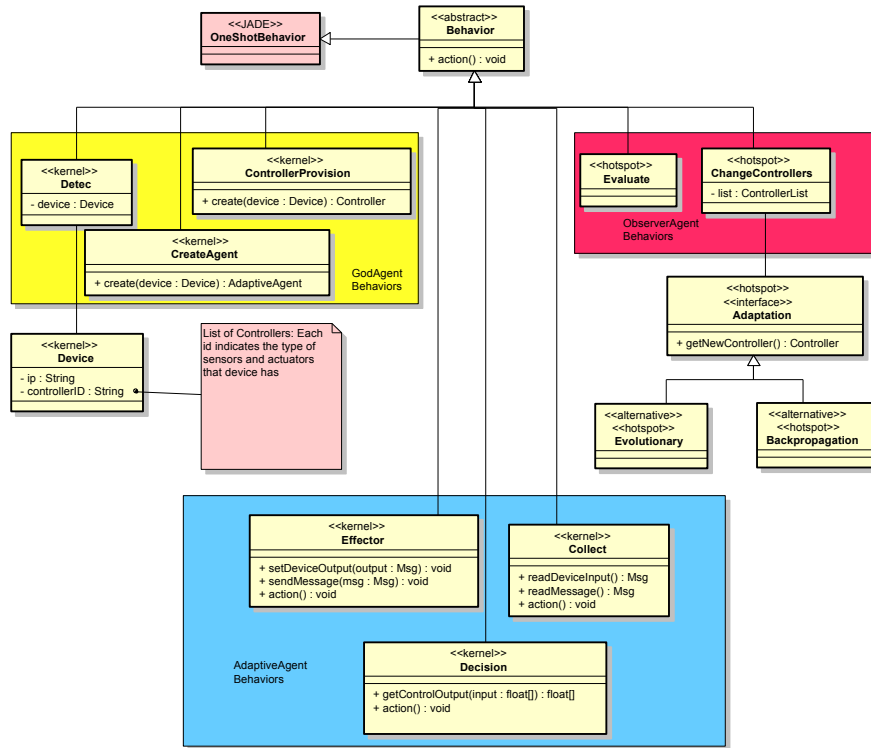 <<JADE>>
OneShotBehavior
<<abstract>>
Behavior
+ action() : void
<<kernel>>
Detec
- device : Device
<<kernel>>
ControllerProvision
+ create(device : Device) : Controller
<<kernel>>
CreateAgent
+ create(device : Device) : AdaptiveAgent
GodAgent
Behaviors
<<hotspot>>
Evaluate
<<hotspot>>
ChangeControllers
- list : ControllerList
ObserverAgent
Behaviors
<<hotspot>>
<<interface>>
Adaptation
+ getNewController() : Controller
<<kernel>>
Device
- ip : String
- controllerID : String
List of Controllers: Each
id indicates the type of
sensors and actuators
that device has
<<alternative>>
<<hotspot>>
Evolutionary
<<alternative>>
<<hotspot>>
Backpropagation
<<kernel>>
Effector
+ setDeviceOutput(output : Msg) : void
+ sendMessage(msg : Msg) : void
+ action() : void
<<kernel>>
Collect
+ readDeviceInput() : Msg
+ readMessage() : Msg
+ action() : void
<<kernel>>
Decision
+ getControlOutput(input : float[]) : float[]
+ action() : void
AdaptiveAgent
Behaviors